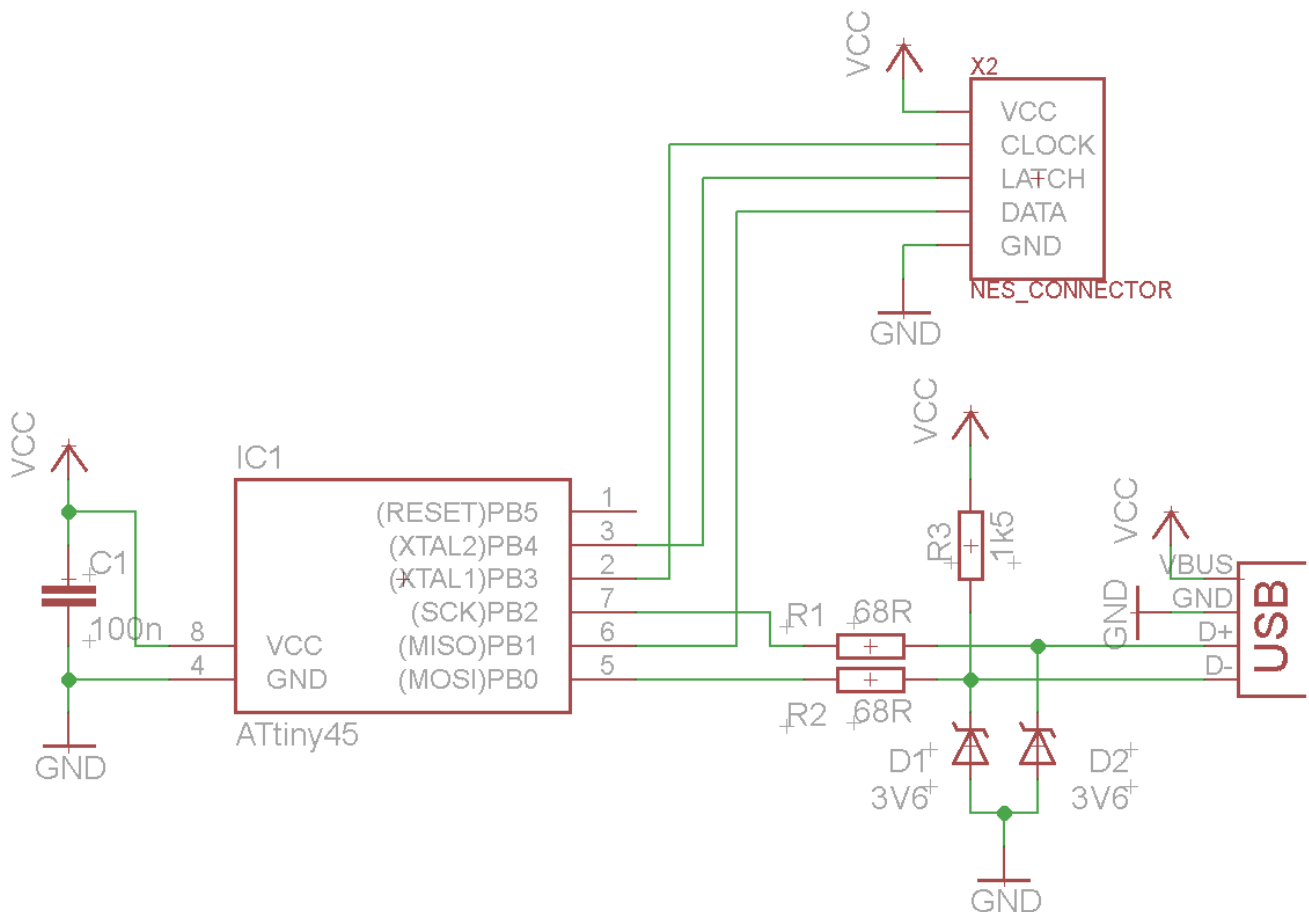 VCC
X2
VCC
CLOCK
LATCH
DATA
GND
NES_CONNECTOR
GND
VCC
IC1
(RESET)PB5
1
(XTAL2)PB4
3
(XTAL1)PB3
2
(SCK)PB2
7
(MISO)PB1
6
(MOSI)PB0
5
8
VCC
4
GND
ATtiny45
C1
100n
GND
VCC
R3
1k5
R1
68R
R2
68R
VCC
VBUS
GND
GND
D+
D-
USB
D1
3V6
D2
3V6
GND